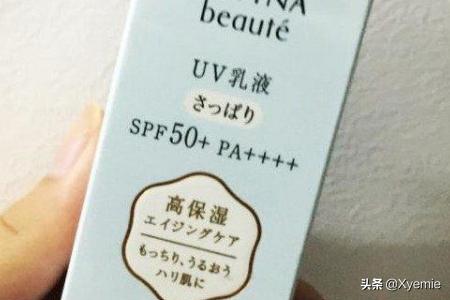 beauté
UV乳液
さっぱり
SPF50+ PA++++
高保湿
エイジングケア
もっちり、うるおう
ハリ肌に
头条 @Xyemie